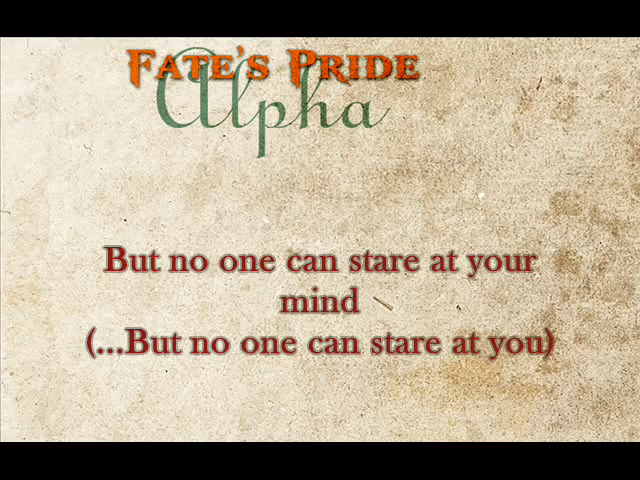 Fate's Pride
Alpha
But no one can stare at your
mind
(...But no one can stare at you)